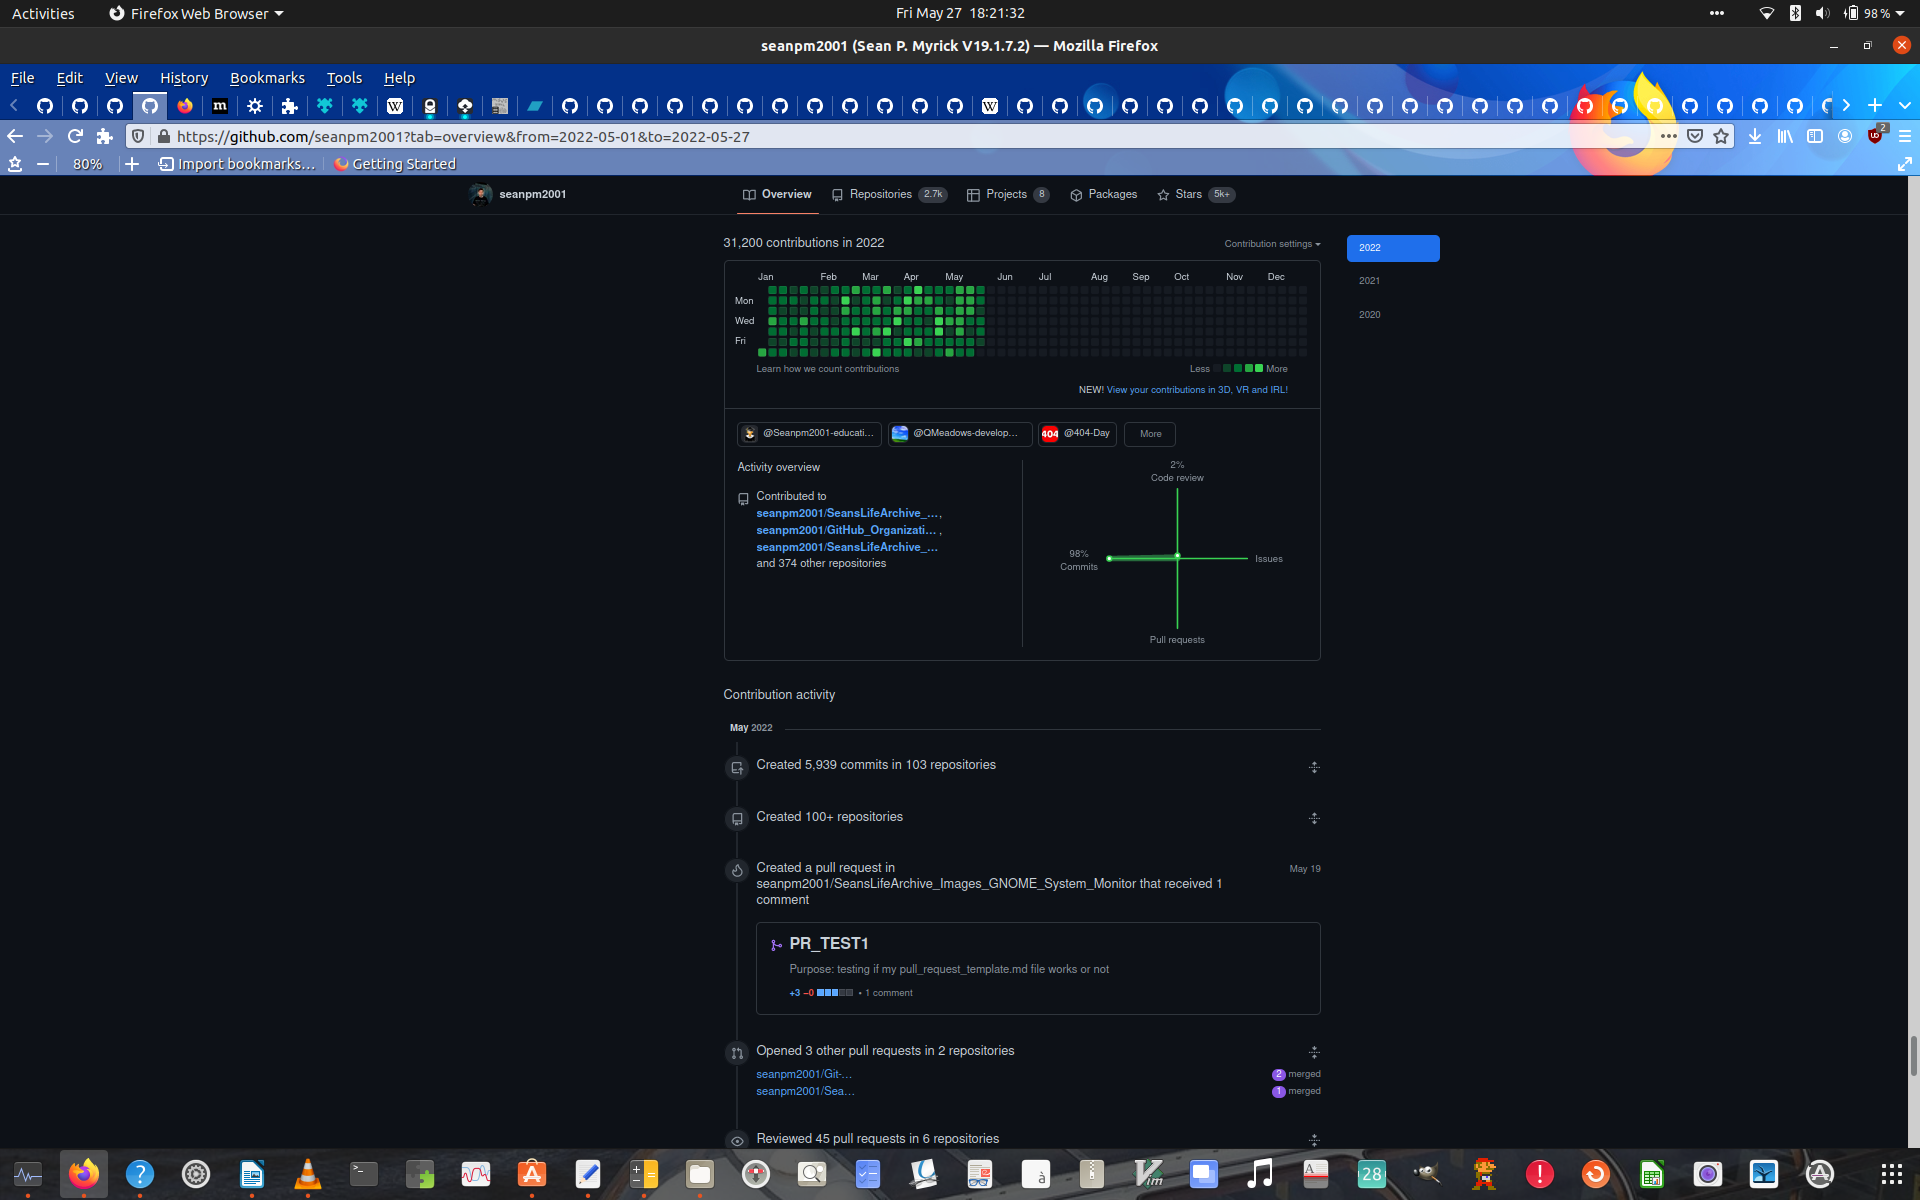 Activities
Firefox Web Browser
Fri May 27 18:21:32
98 %
seanpm2001 (Sean P. Myrick V19.1.7.2) — Mozilla Firefox
File Edit View History Bookmarks Tools Help
https://github.com/seanpm2001?tab=overview&from=2022-05-01&to=2022-05-27
2
80%
Import bookmarks...
Getting Started
seanpm2001
Overview
Repositories 2.7k
Projects 8
Packages
Stars 5k+
31,200 contributions in 2022
Contribution settings
2022
2021
2020
Jan Feb Mar Apr May Jun Jul Aug Sep Oct Nov Dec
Mon
Wed
Fri
Learn how we count contributions
Less
More
NEW! View your contributions in 3D, VR and IRL!
@Seanpm2001-educati...
@QMeadows-develop...
404 @404-Day
More
Activity overview
Contributed to
seanpm2001/SeansLifeArchive_...,
seanpm2001/GitHub_Organizati...,
seanpm2001/SeansLifeArchive_...
and 374 other repositories
2%
Code review
98%
Commits
Issues
Pull requests
Contribution activity
May 2022
Created 5,939 commits in 103 repositories
Created 100+ repositories
Created a pull request in
seanpm2001/SeansLifeArchive_Images_GNOME_System_Monitor that received 1
comment
May 19
PR_TEST1
Purpose: testing if my pull_request_template.md file works or not
+3 −0 • 1 comment
Opened 3 other pull requests in 2 repositories
seanpm2001/Git-...
2 merged
seanpm2001/Sea...
1 merged
Reviewed 45 pull requests in 6 repositories
28